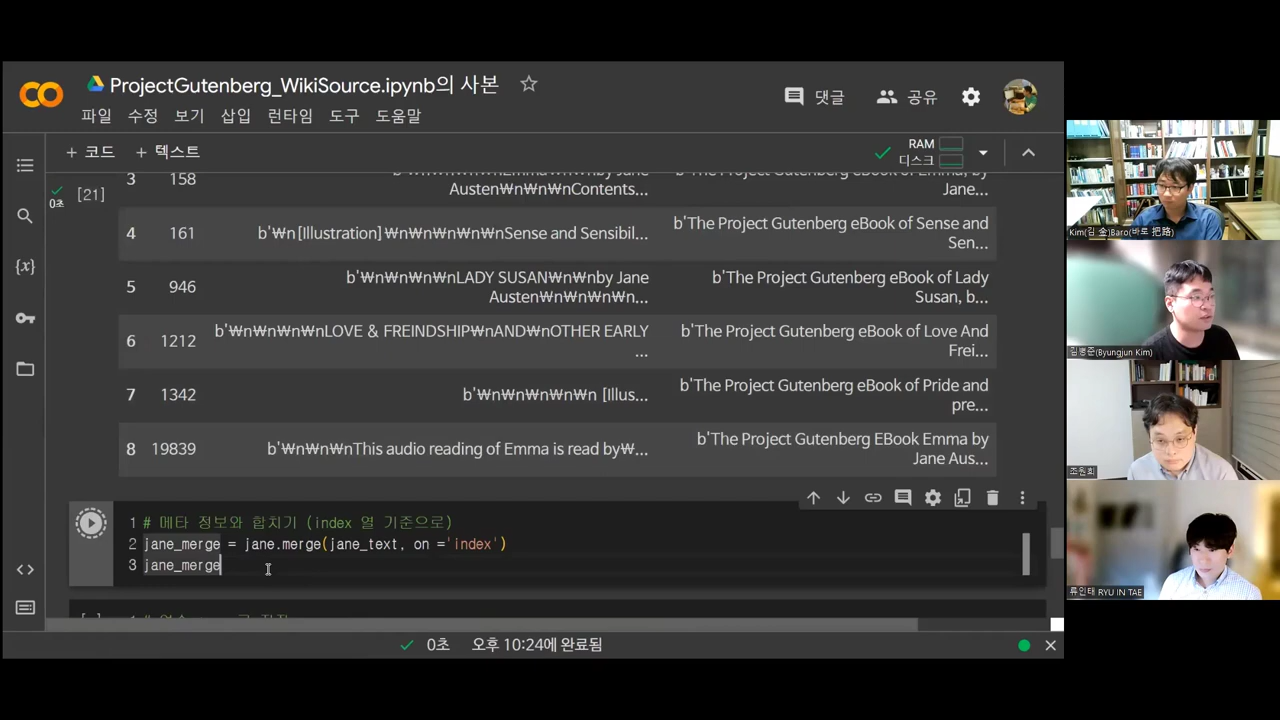 ProjectGutenberg_WikiSource.ipynb의 사본
파일 수정 보기 삽입 런타임 도구 도움말
댓글
공유
+ 코드 + 텍스트
RAM
디스크
[21]
0초
3 158 Austen₩n₩n₩nContents... Jane...
4 161 b'₩n[Illustration]₩n₩n₩n₩n₩nSense and Sensibil... b'The Project Gutenberg eBook of Sense and
Sen...
5 946 b'₩n₩n₩n₩nLADY SUSAN₩n₩nby Jane
Austen₩n₩n₩n₩n... b'The Project Gutenberg eBook of Lady
Susan, b...
6 1212 b'₩n₩n₩n₩nLOVE & FREINDSHIP₩nAND₩nOTHER EARLY
... b'The Project Gutenberg eBook of Love And
Frei...
7 1342 b'₩n₩n₩n₩n₩n [Illus... b'The Project Gutenberg eBook of Pride and
pre...
8 19839 b'₩n₩n₩nThis audio reading of Emma is read by₩... b'The Project Gutenberg EBook Emma by
Jane Aus...
1 # 메타 정보와 합치기 (index 열 기준으로)
2 jane_merge = jane.merge(jane_text, on ='index')
3 jane_merge
0초 오후 10:24에 완료됨
Kim(김 金)Baro(바로 把路)
김병준(Byungjun Kim)
조원희
류인태 RYU IN TAE